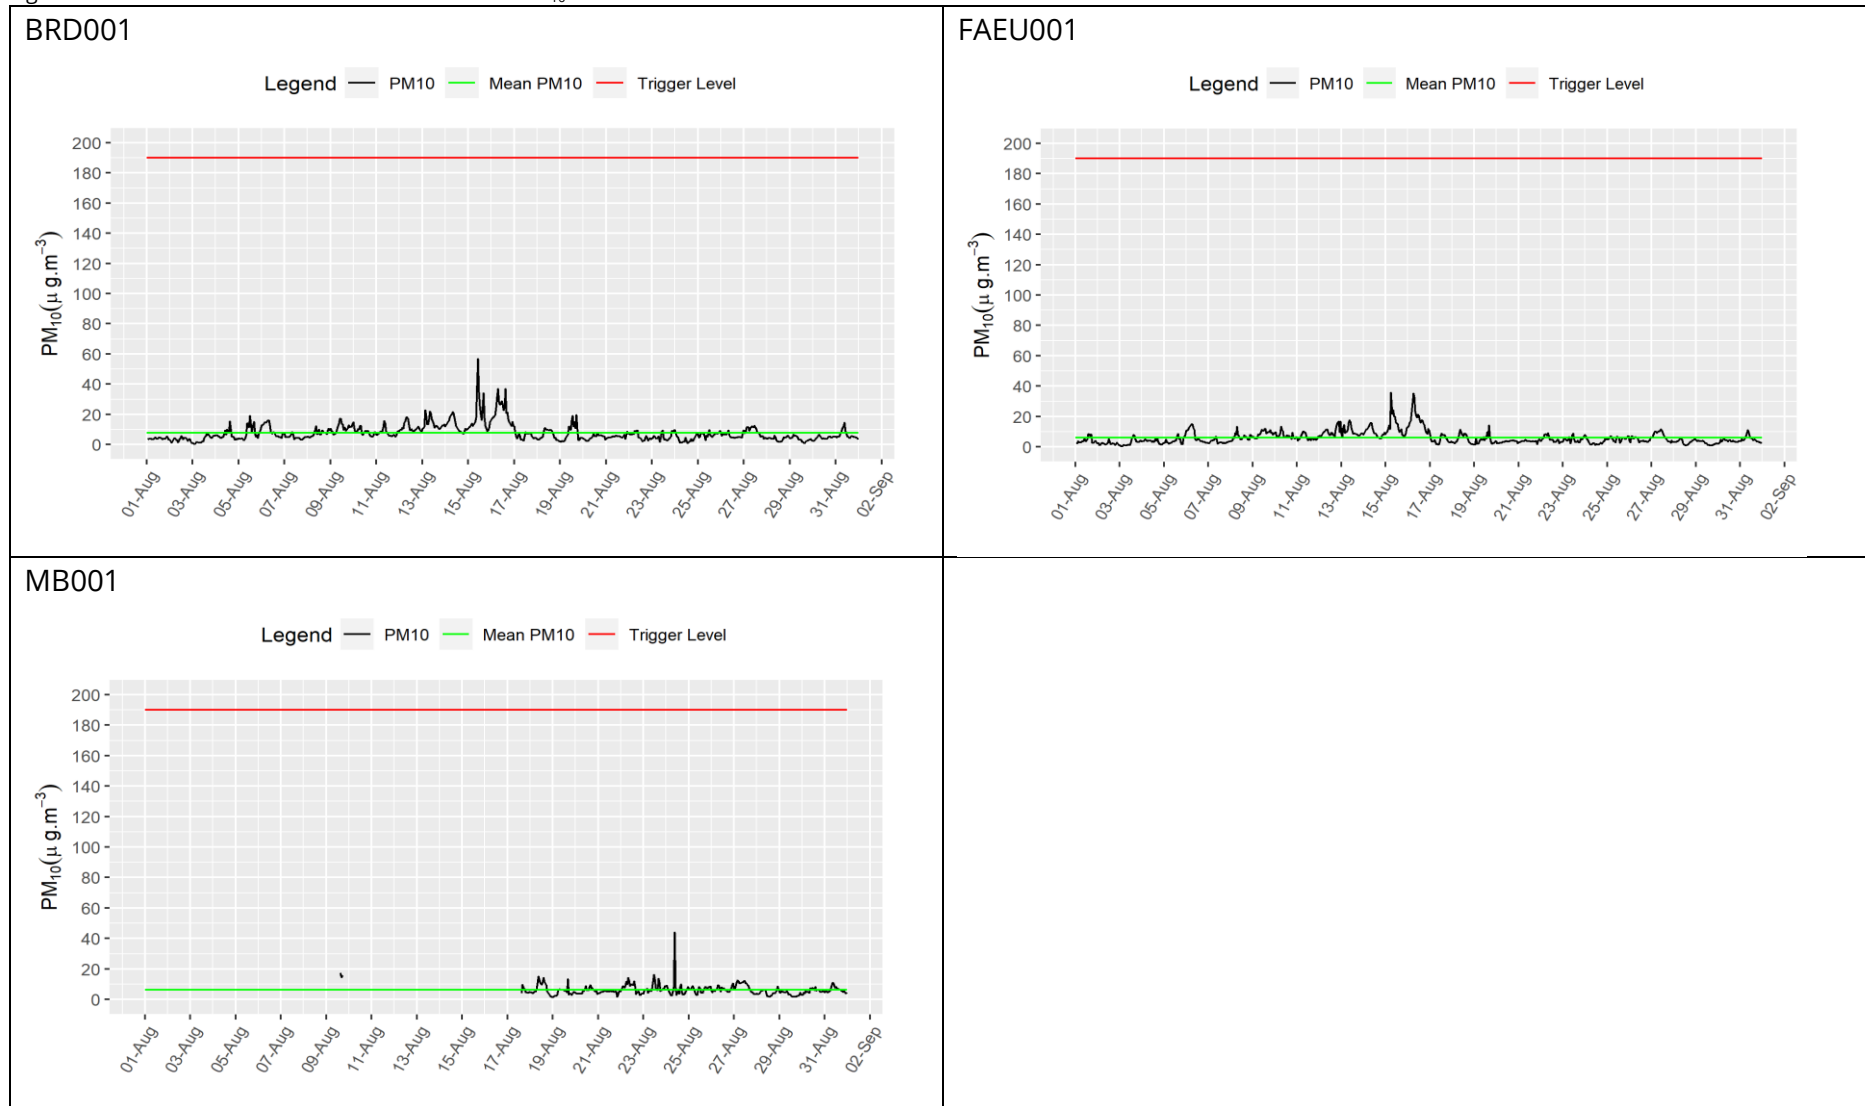 BRD001
Legend PM10 Mean PM10 Trigger Level
200
180
160
140
120
100
80
60
40
20
0
PM10(μ g.m−3)
01-Aug 03-Aug 05-Aug 07-Aug 09-Aug 11-Aug 13-Aug 15-Aug 17-Aug 19-Aug 21-Aug 23-Aug 25-Aug 27-Aug 29-Aug 31-Aug 02-Sep
FAEU001
Legend PM10 Mean PM10 Trigger Level
200
180
160
140
120
100
80
60
40
20
0
PM10(μ g.m−3)
01-Aug 03-Aug 05-Aug 07-Aug 09-Aug 11-Aug 13-Aug 15-Aug 17-Aug 19-Aug 21-Aug 23-Aug 25-Aug 27-Aug 29-Aug 31-Aug 02-Sep
MB001
Legend PM10 Mean PM10 Trigger Level
200
180
160
140
120
100
80
60
40
20
0
PM10(μ g.m−3)
01-Aug 03-Aug 05-Aug 07-Aug 09-Aug 11-Aug 13-Aug 15-Aug 17-Aug 19-Aug 21-Aug 23-Aug 25-Aug 27-Aug 29-Aug 31-Aug 02-Sep